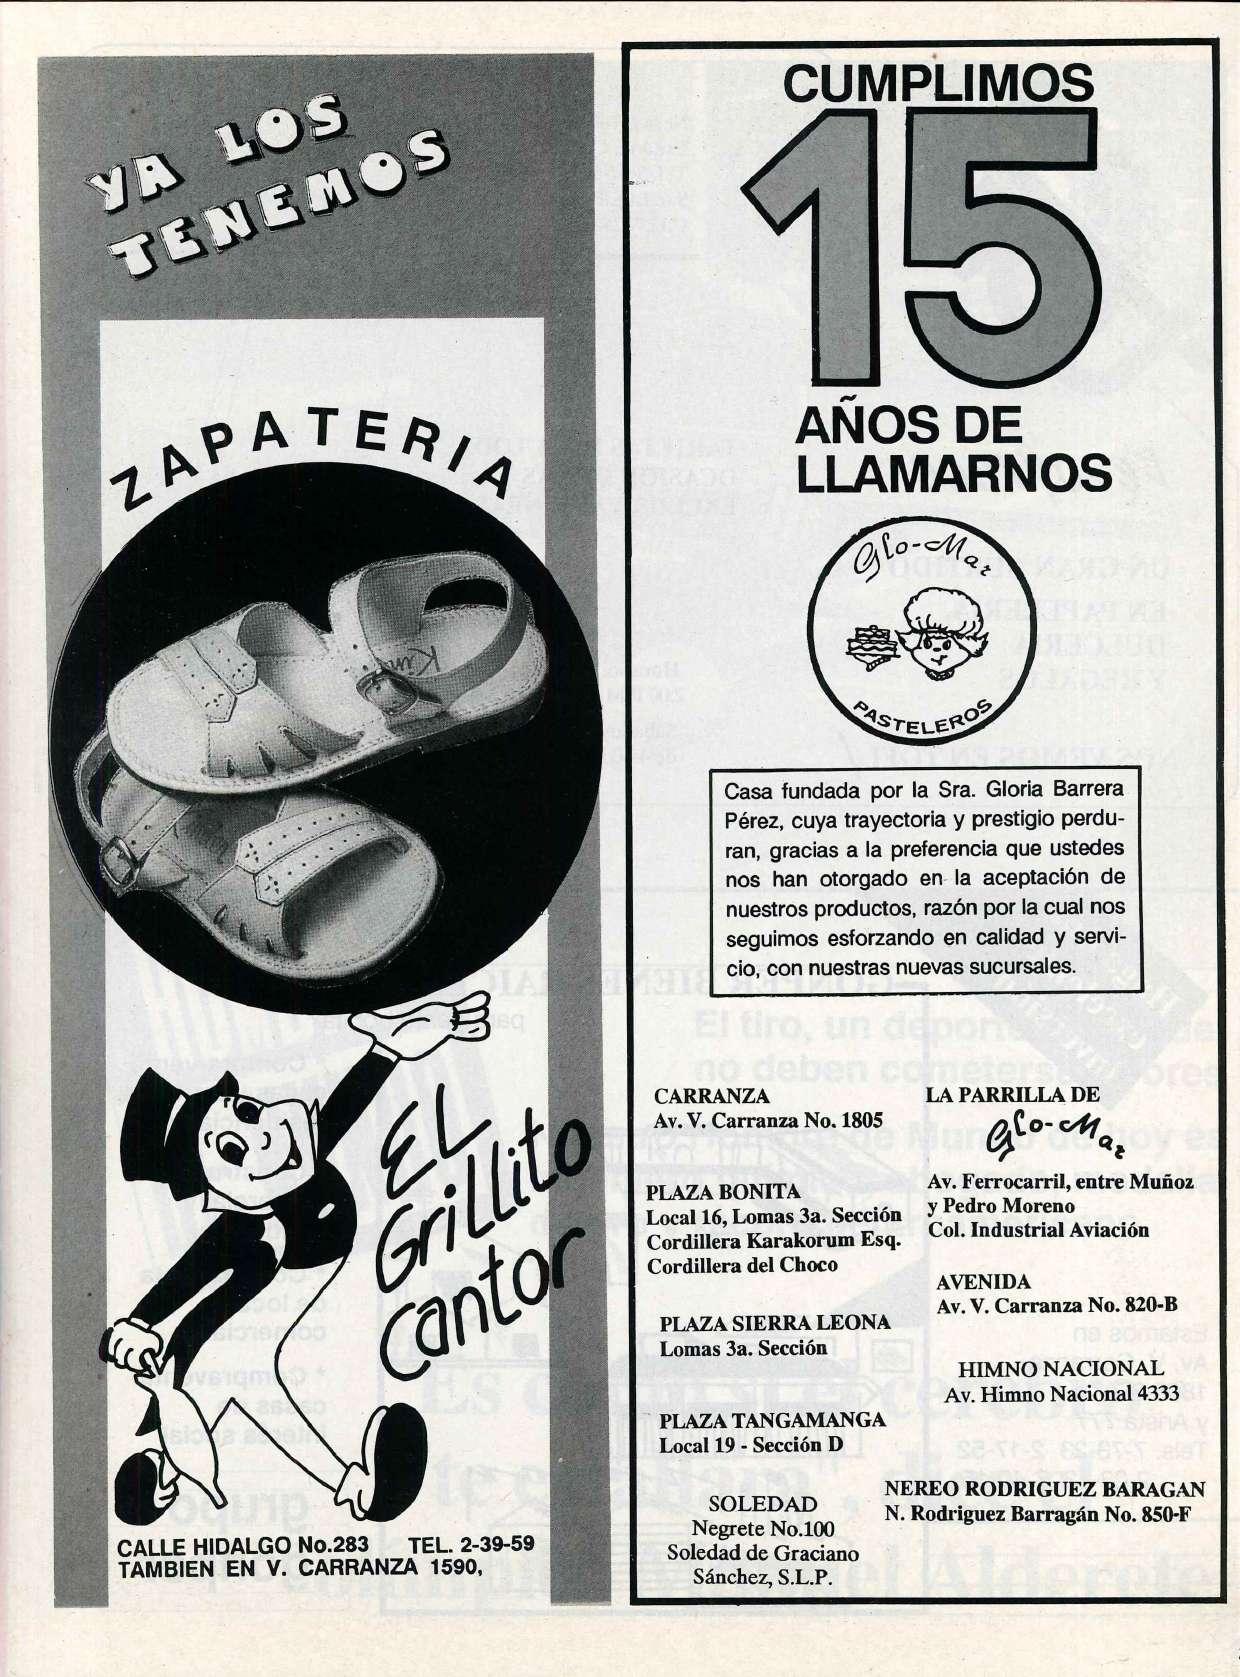 YA LOS
TENEMOS
ZAPATERIA
EL
Grillito
Cantor
CALLE HIDALGO No.283 TEL. 2-39-59
TAMBIEN EN V. CARRANZA 1590,
CUMPLIMOS
15
AÑOS DE
LLAMARNOS
Glo-Mar
PASTELEROS
Casa fundada por la Sra. Gloria Barrera
Pérez, cuya trayectoria y prestigio perdu-
ran, gracias a la preferencia que ustedes
nos han otorgado en la aceptación de
nuestros productos, razón por la cual nos
seguimos esforzando en calidad y servi-
cio, con nuestras nuevas sucursales.
CARRANZA
Av. V. Carranza No. 1805
PLAZA BONITA
Local 16, Lomas 3a. Sección
Cordillera Karakorum Esq.
Cordillera del Choco
PLAZA SIERRA LEONA
Lomas 3a. Sección
PLAZA TANGAMANGA
Local 19 - Sección D
SOLEDAD
Negrete No.100
Soledad de Graciano
Sánchez, S.L.P.
LA PARRILLA DE
Glo-Mar
Av. Ferrocarril, entre Muñoz
y Pedro Moreno
Col. Industrial Aviación
AVENIDA
Av. V. Carranza No. 820-B
HIMNO NACIONAL
Av. Himno Nacional 4333
NEREO RODRIGUEZ BARAGAN
N. Rodriguez Barragán No. 850-F